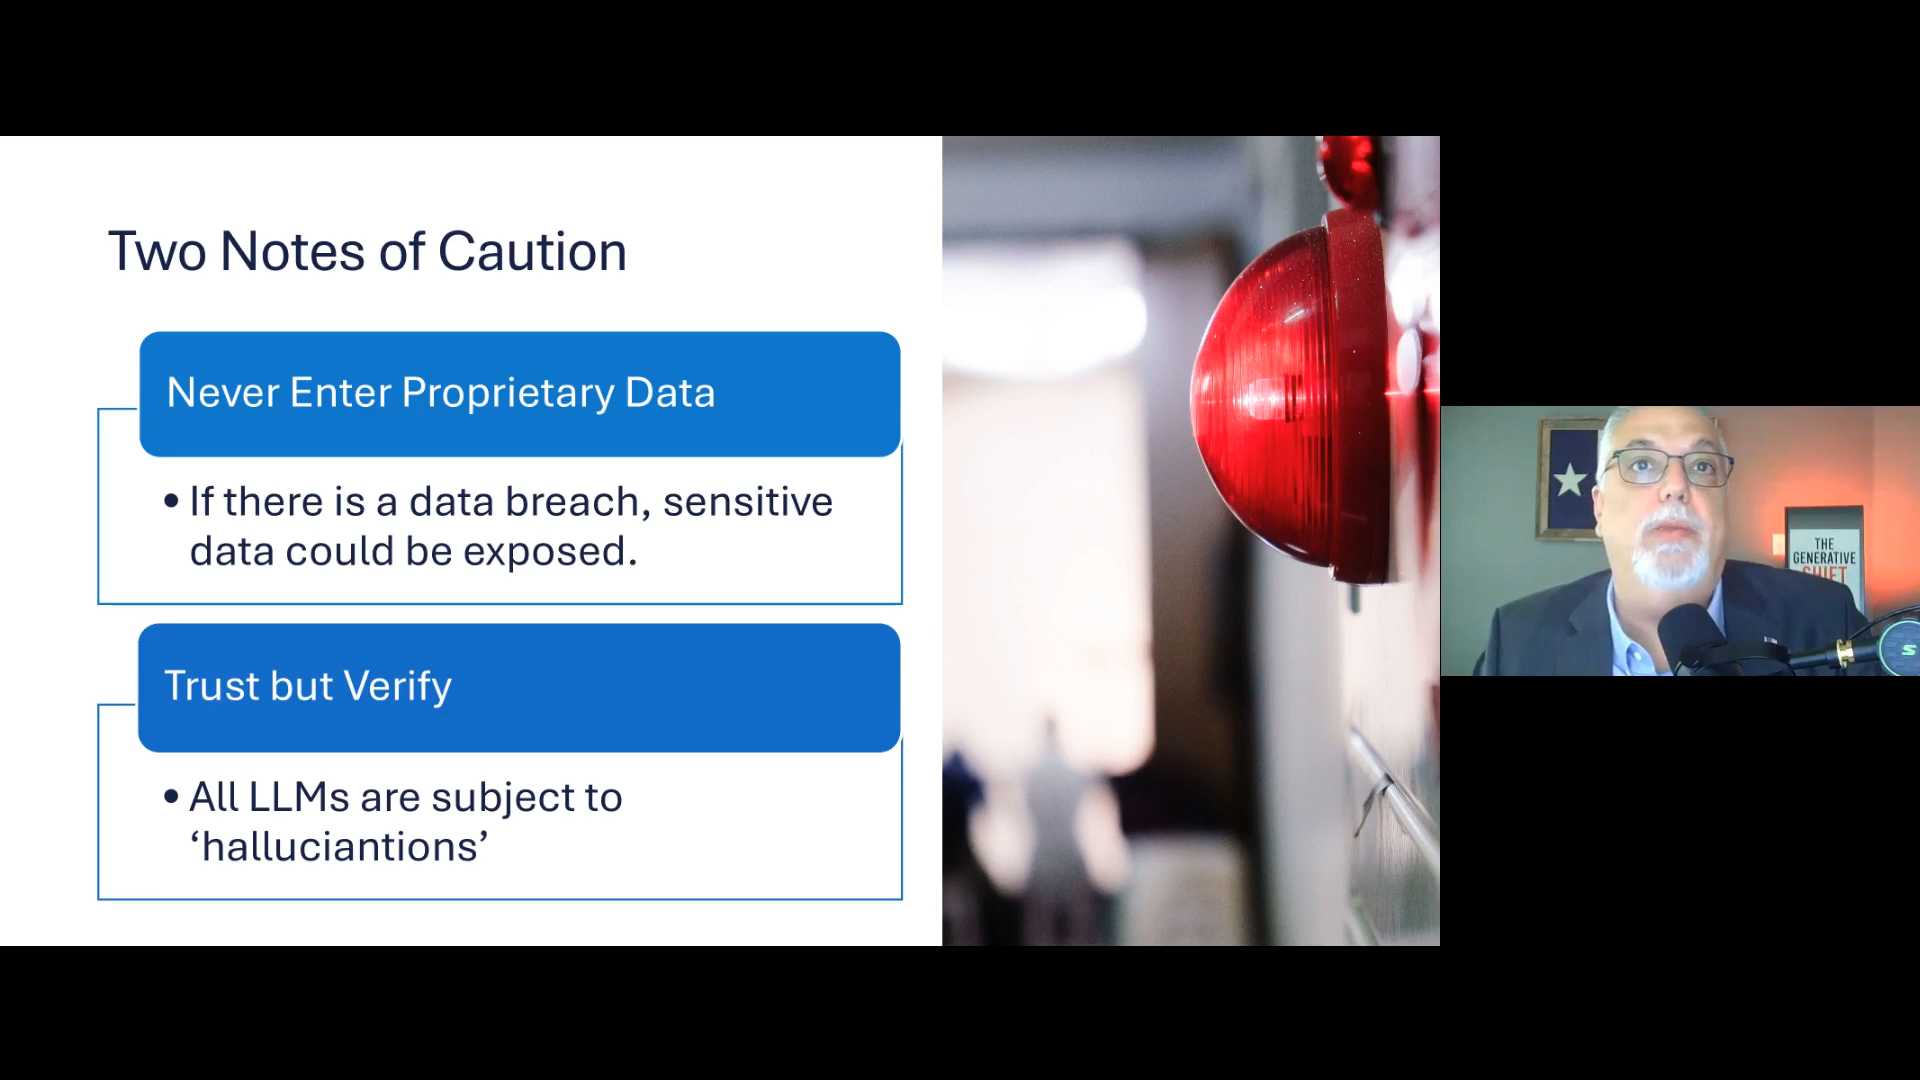 Two Notes of Caution
Never Enter Proprietary Data
• If there is a data breach, sensitive
data could be exposed.
Trust but Verify
• All LLMs are subject to
‘halluciantions’
THE
GENERATIVE
SHIFT
S